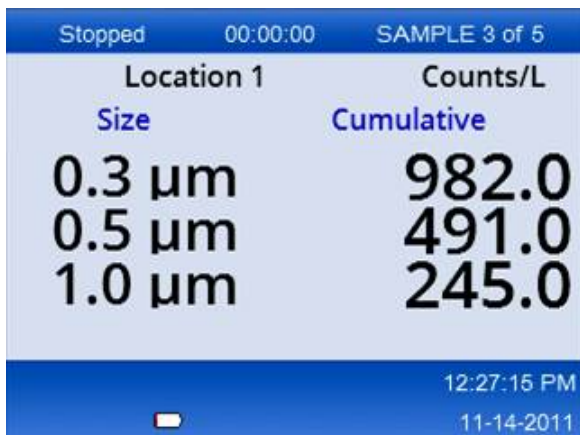 Stopped 00:00:00 SAMPLE 3 of 5
Location 1 Counts/L
Size Cumulative
0.3 µm 982.0
0.5 µm 491.0
1.0 µm 245.0
12:27:15 PM
11-14-2011